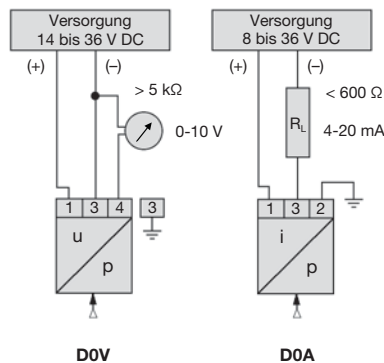 Versorgung
14 bis 36 V DC
(+) (–)
> 5 kΩ
0-10 V
1 3 4 3
u
p
D0V
Versorgung
8 bis 36 V DC
(+) (–)
< 600 Ω
R_L
4-20 mA
1 3 2
i
p
D0A